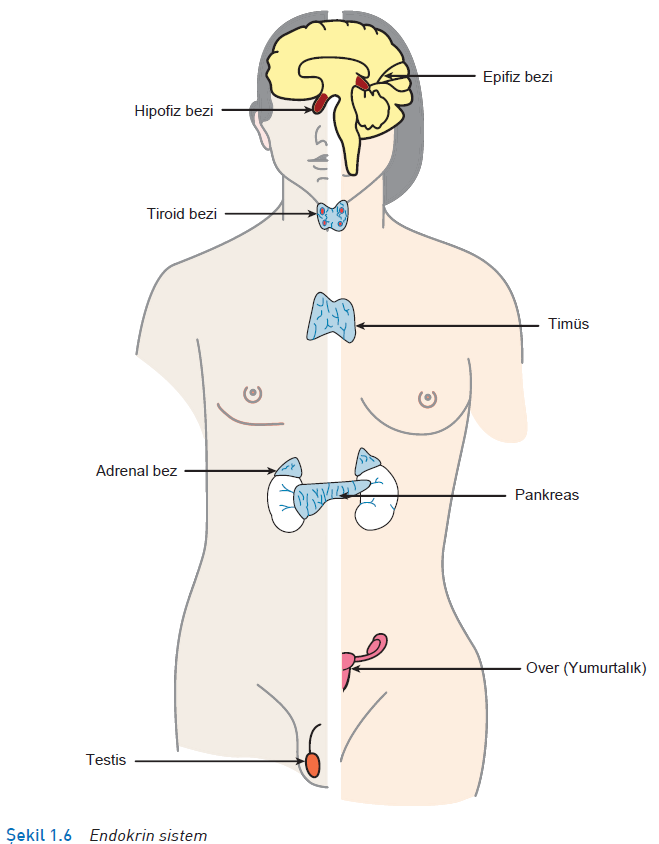 Epifiz bezi
Hipofiz bezi
Tiroid bezi
Timüs
Adrenal bez
Pankreas
Over (Yumurtalık)
Testis
Şekil 1.6 Endokrin sistem